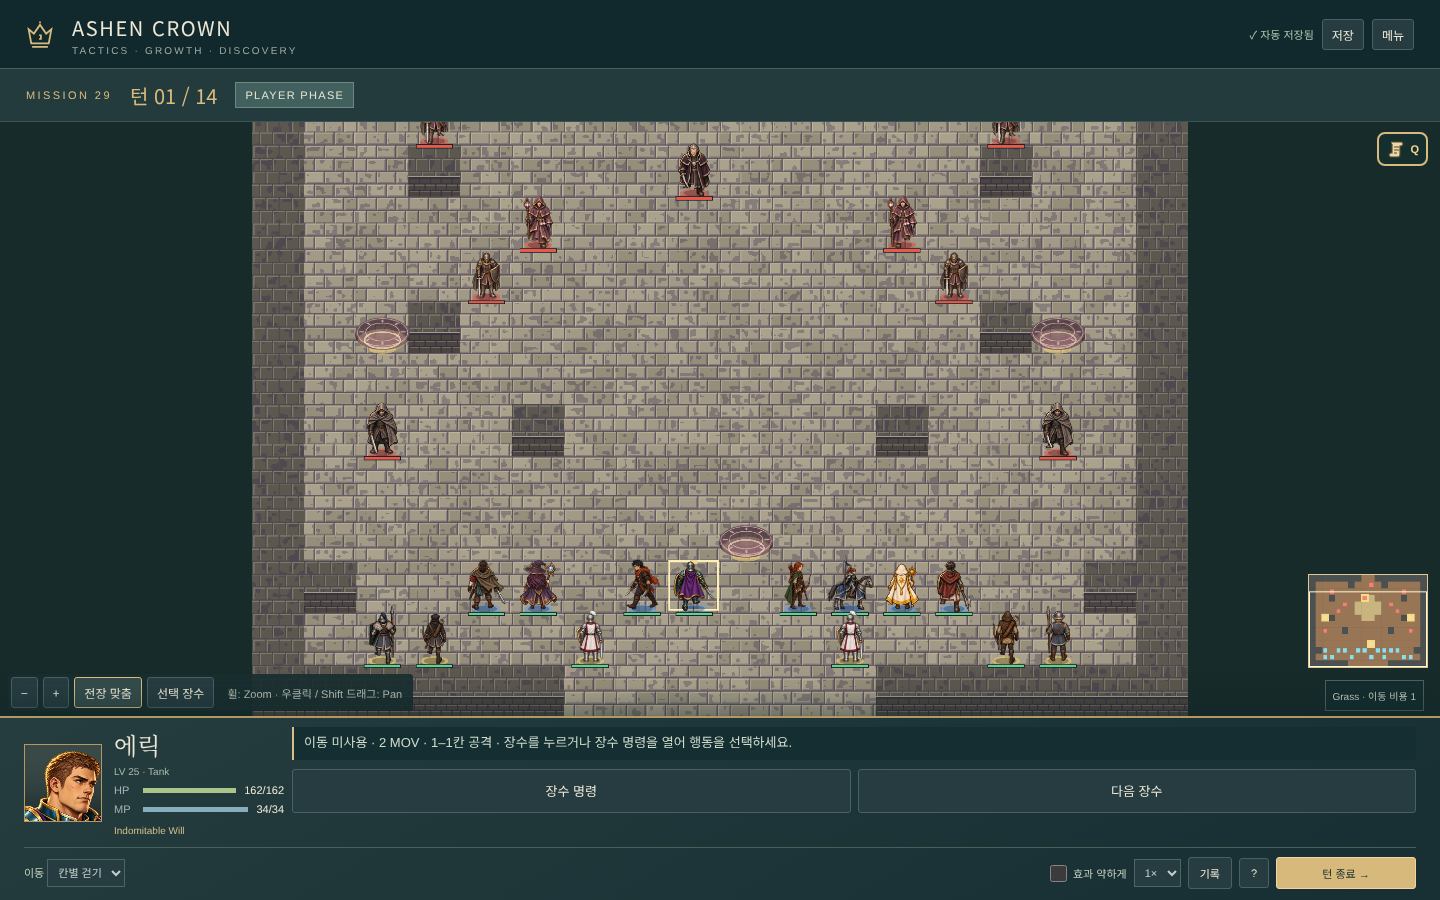 ASHEN CROWN
TACTICS · GROWTH · DISCOVERY
✓ 자동 저장됨
저장
메뉴
MISSION 29
턴 01 / 14
PLAYER PHASE
Q
−
+
전장 맞춤
선택 장수
휠: Zoom · 우클릭 / Shift 드래그: Pan
Grass · 이동 비용 1
에릭
LV 25 · Tank
HP 162/162
MP 34/34
Indomitable Will
이동 미사용 · 2 MOV · 1–1칸 공격 · 장수를 누르거나 장수 명령을 열어 행동을 선택하세요.
장수 명령
다음 장수
이동
칸별 걷기
효과 약하게
1×
기록
?
턴 종료 →